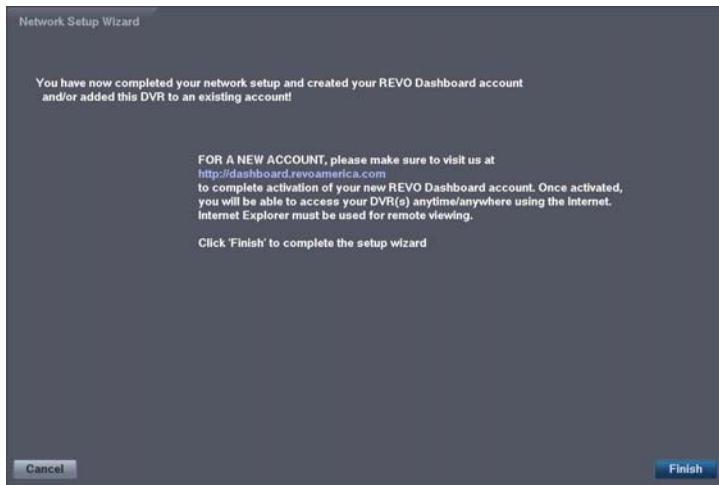 Network Setup Wizard
You have now completed your network setup and created your REVO Dashboard account
and/or added this DVR to an existing account!
FOR A NEW ACCOUNT, please make sure to visit us at
http://dashboard.revoamerica.com
to complete activation of your new REVO Dashboard account. Once activated,
you will be able to access your DVR(s) anytime/anywhere using the Internet.
Internet Explorer must be used for remote viewing.
Click 'Finish' to complete the setup wizard
Cancel
Finish